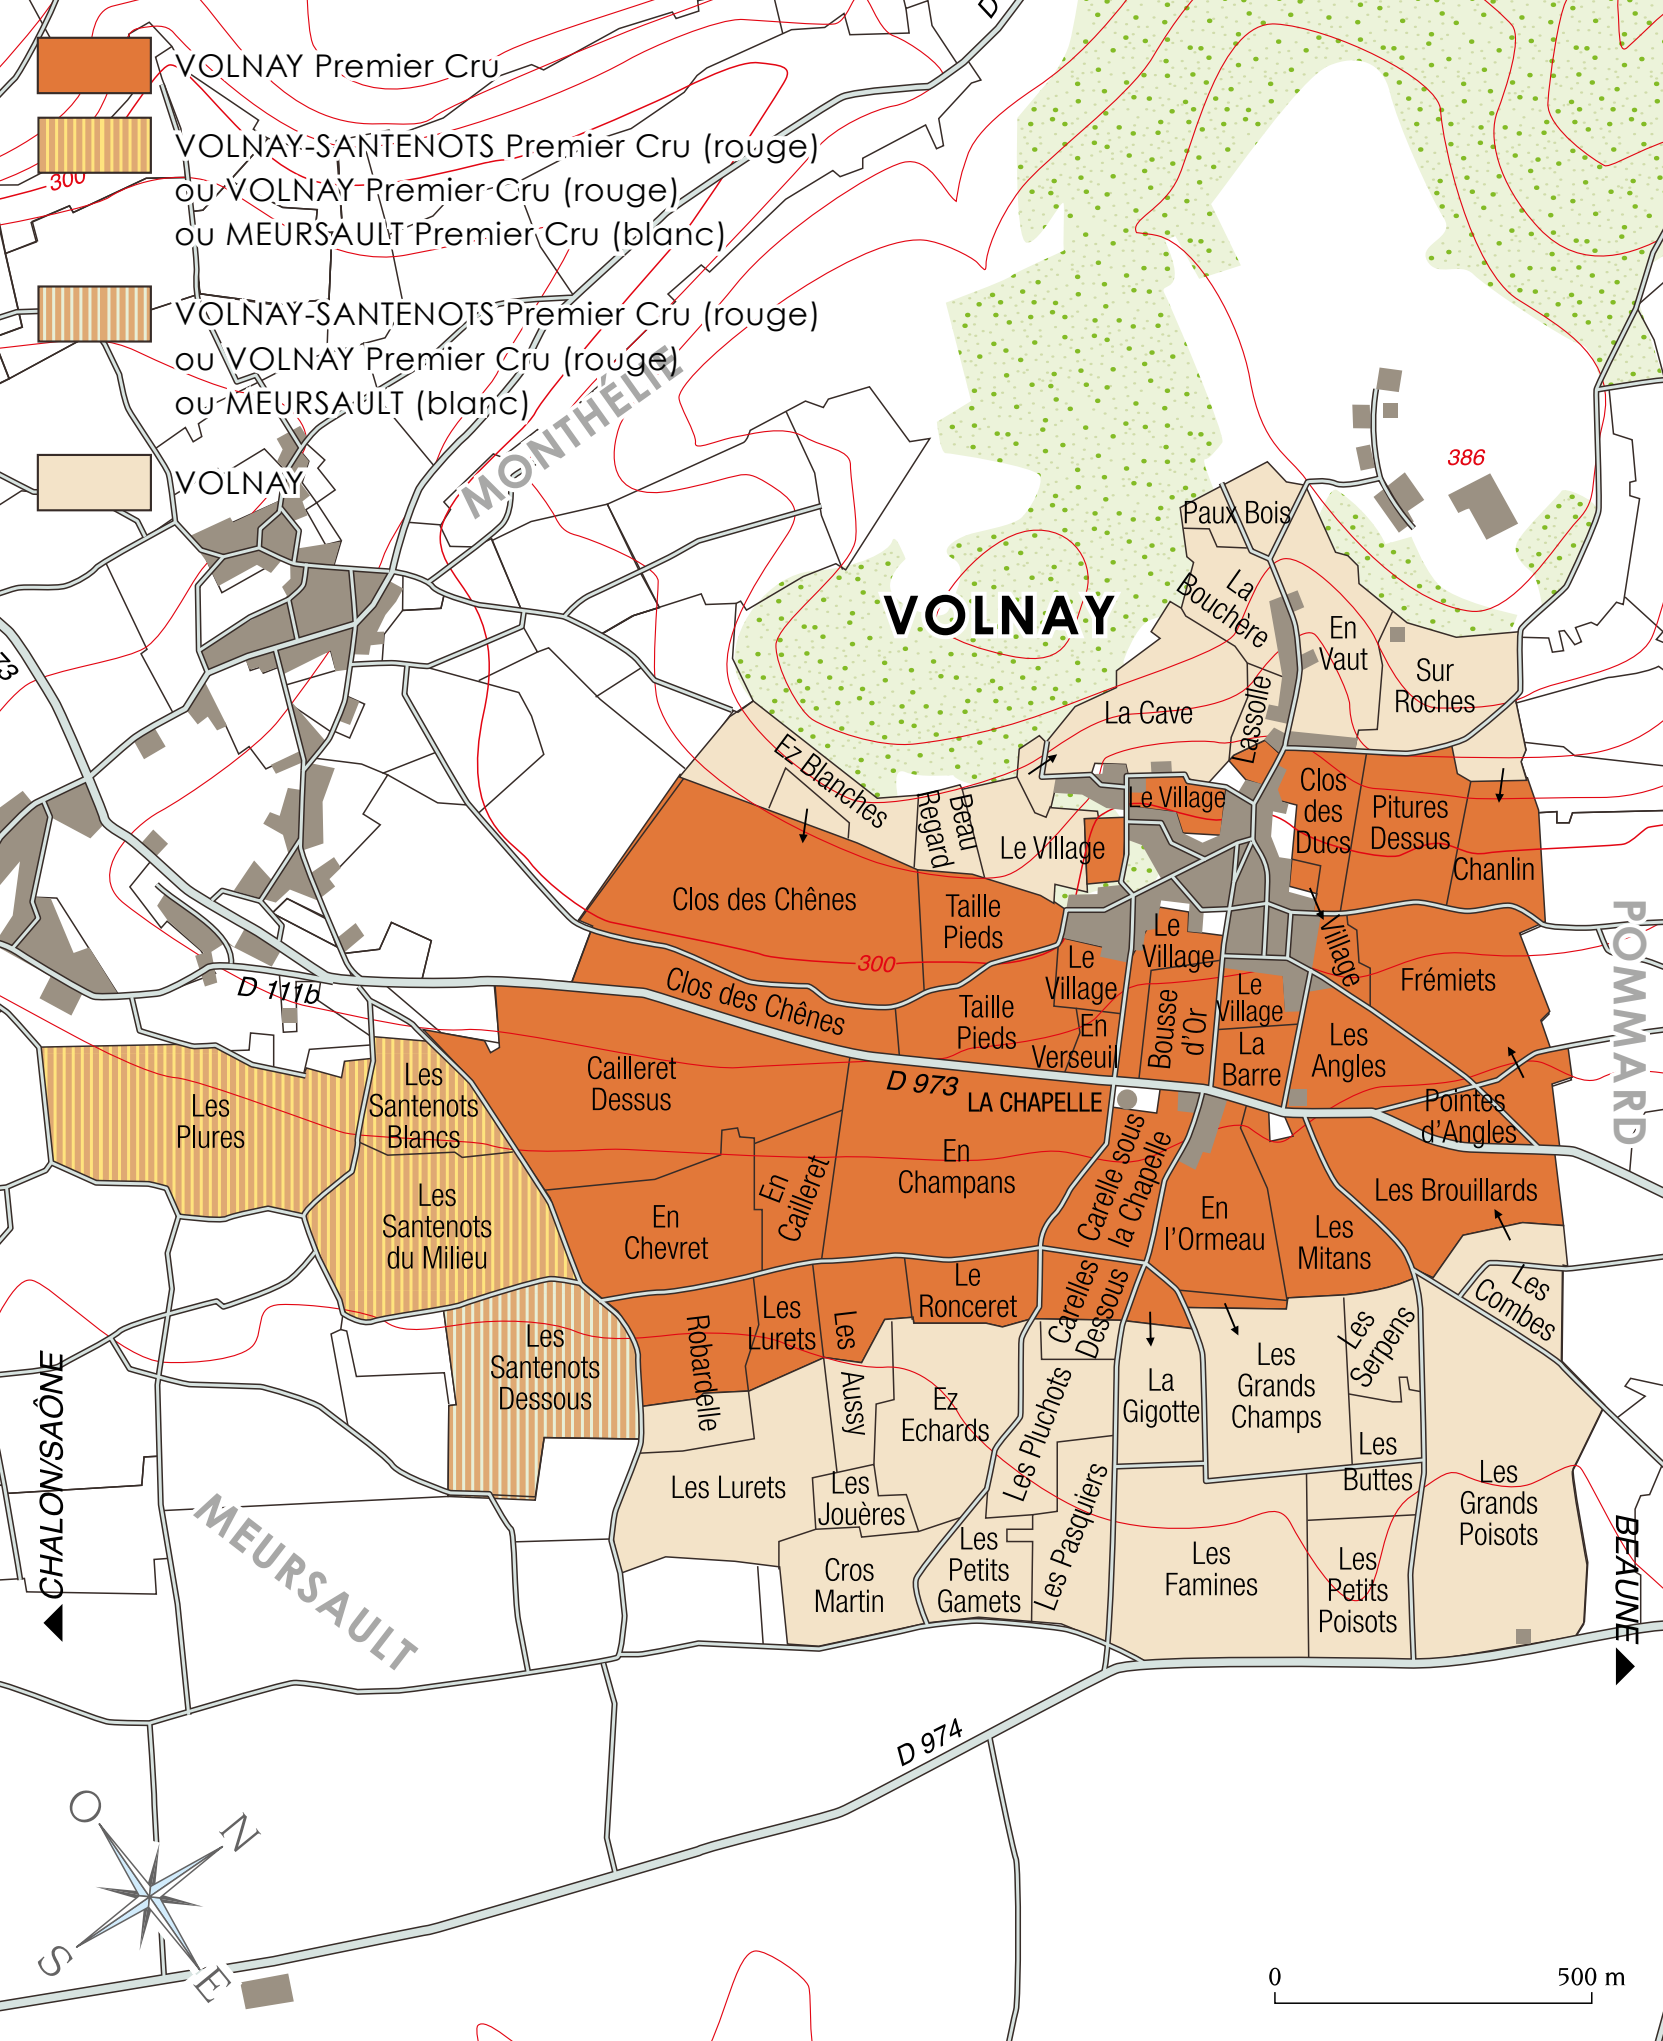 D
VOLNAY Premier Cru
VOLNAY-SANTENOTS Premier Cru (rouge)
ou VOLNAY Premier Cru (rouge)
ou MEURSAULT Premier Cru (blanc)
300
VOLNAY-SANTENOTS Premier Cru (rouge)
ou VOLNAY Premier Cru (rouge)
ou MEURSAULT (blanc)
VOLNAY
MONTHÉLIE
386
VOLNAY
73
Paux Bois
La
Bouchère
En
Vaut
Sur
Roches
La Cave
Lassolle
Ez Blanches
Beau
Begard
Le Village
Le Village
Clos
des
Ducs
Pitures
Dessus
Chanlin
Clos des Chênes
Taille
Pieds
Le
Village
Le
Village
Village
Frémiets
POMMARD
300
Clos des Chênes
Taille
Pieds
En
Verseuil
Bousse
d'Or
Le
Village
La
Barre
Les
Angles
Pointes
d'Angles
D 111b
D 973
LA CHAPELLE
Les
Plures
Les
Santenots
Blancs
Cailleret
Dessus
Les
Santenots
du Milieu
En
Chevret
En
Cailleret
En
Champans
Carelle sous
la Chapelle
En
l'Ormeau
Les
Mitans
Les Brouillards
Les
Combes
Les
Santenots
Dessous
Robardelle
Les
Lurets
Les
Aussy
Le
Ronceret
Carelles
Dessous
La
Gigotte
Les
Grands
Champs
Les
Serpens
Ez
Echards
Les Pluchots
Les Pasquiers
Les
Buttes
Les
Grands
Poisots
Les Lurets
Les
Jouères
Cros
Martin
Les
Petits
Gamets
Les
Famines
Les
Petits
Poisots
CHALON/SAÔNE
MEURSAULT
BEAUNE
D 974
O
N
S
E
0
500 m